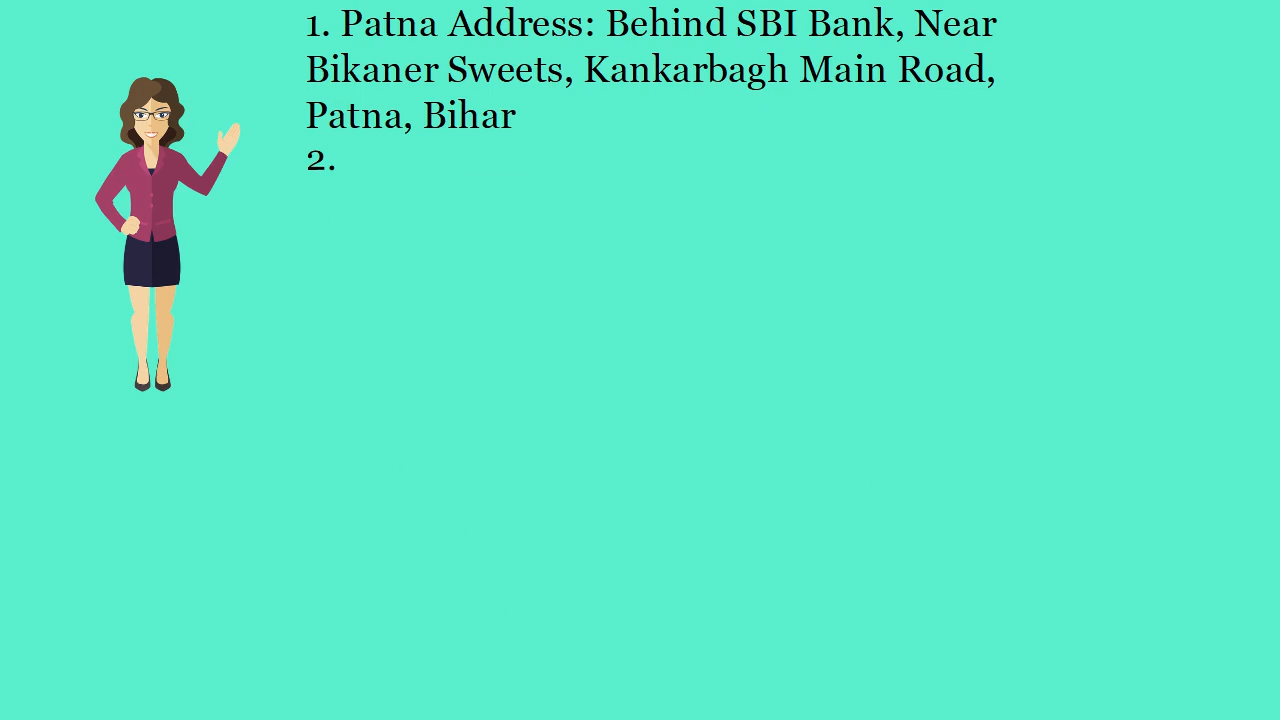 1. Patna Address: Behind SBI Bank, Near
Bikaner Sweets, Kankarbagh Main Road,
Patna, Bihar
2.